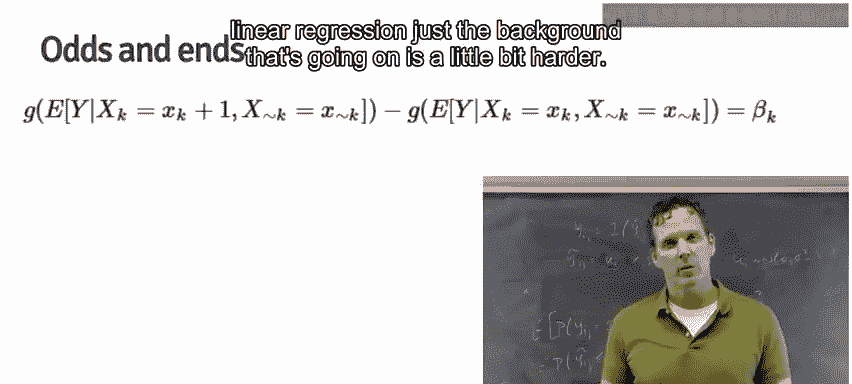 linear regression just the background
Odds and ends that's going on is a little bit harder.
g(E[Y|X_k = x_k + 1, X_{~k} = x_{~k}]) − g(E[Y|X_k = x_k, X_{~k} = x_{~k}]) = β_k